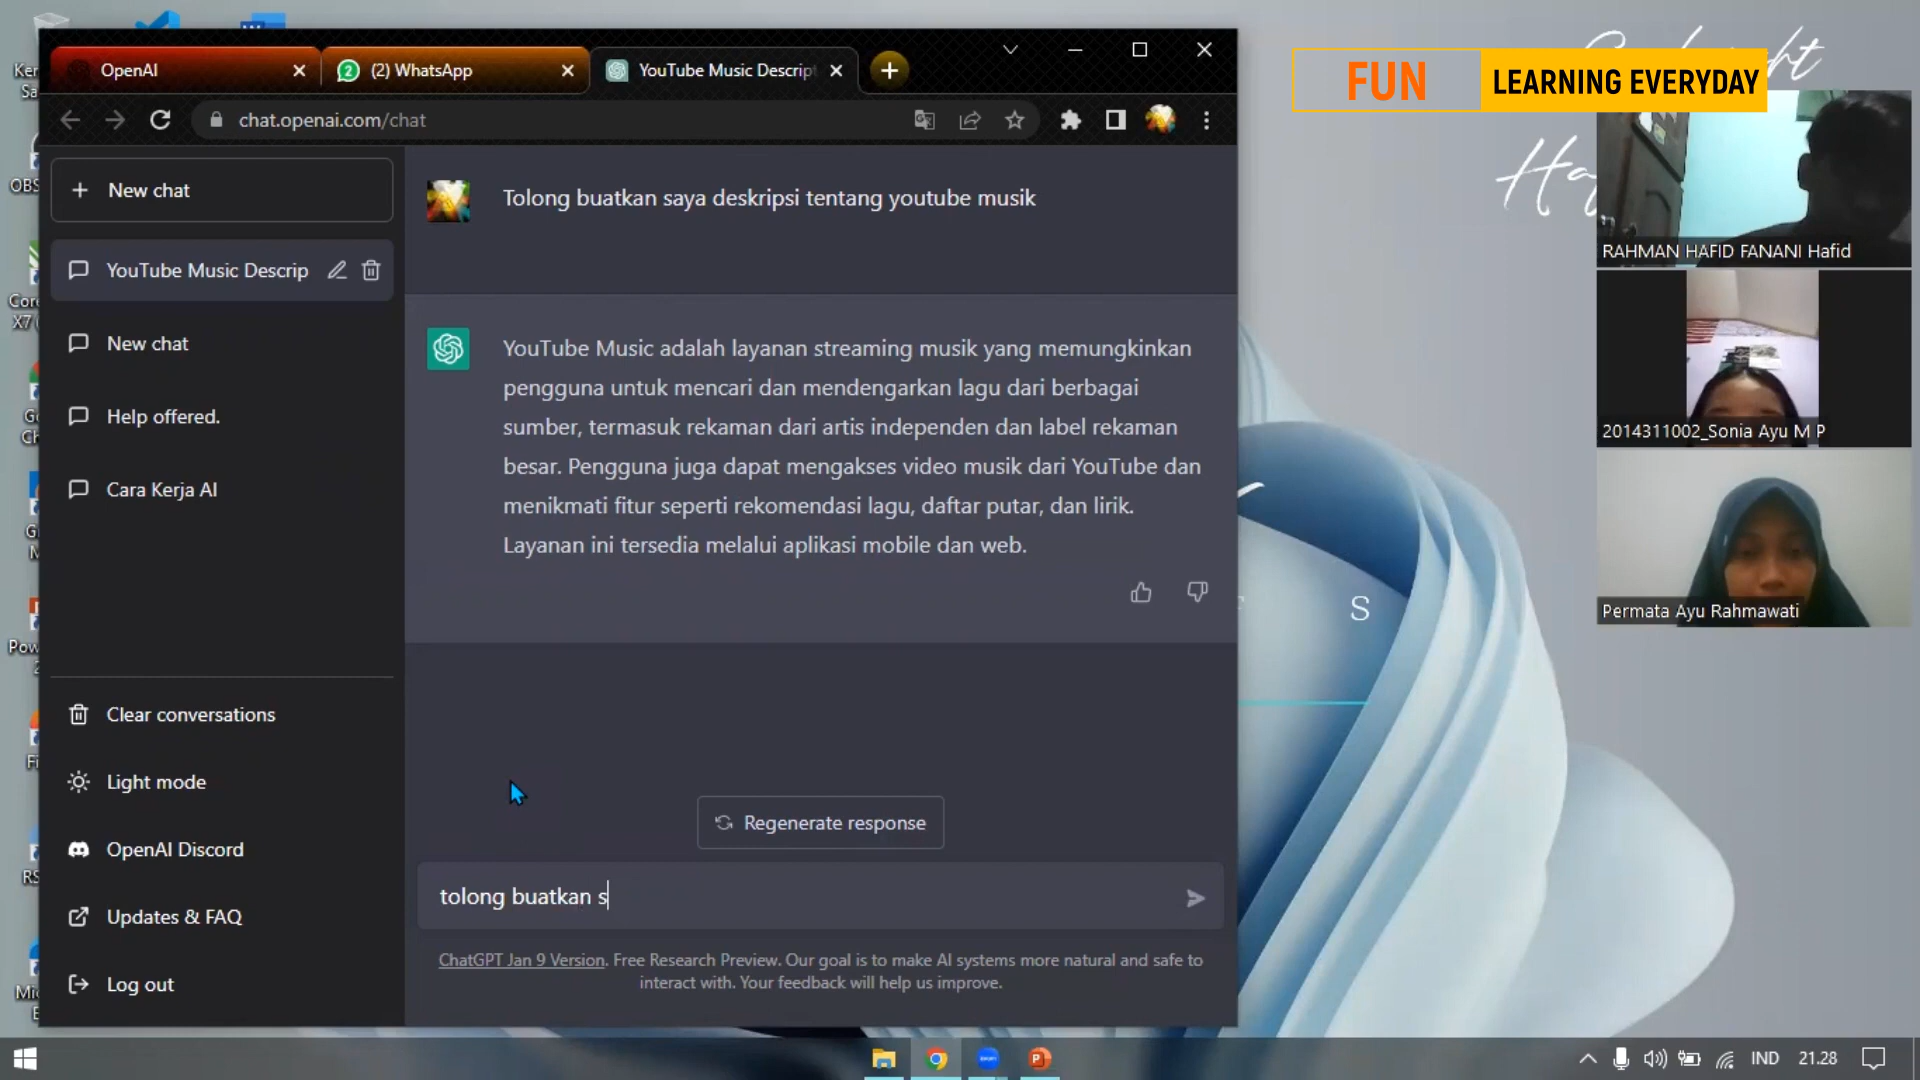 OpenAI
2
(2) WhatsApp
YouTube Music Descript
chat.openai.com/chat
FUN
LEARNING EVERYDAY
New chat
YouTube Music Descrip
New chat
Help offered.
Cara Kerja AI
Clear conversations
Light mode
OpenAI Discord
Updates & FAQ
Log out
Tolong buatkan saya deskripsi tentang youtube musik
YouTube Music adalah layanan streaming musik yang memungkinkan
pengguna untuk mencari dan mendengarkan lagu dari berbagai
sumber, termasuk rekaman dari artis independen dan label rekaman
besar. Pengguna juga dapat mengakses video musik dari YouTube dan
menikmati fitur seperti rekomendasi lagu, daftar putar, dan lirik.
Layanan ini tersedia melalui aplikasi mobile dan web.
Regenerate response
tolong buatkan s
ChatGPT Jan 9 Version. Free Research Preview. Our goal is to make AI systems more natural and safe to
interact with. Your feedback will help us improve.
S
RAHMAN HAFID FANANI Hafid
2014311002_Sonia Ayu M P
Permata Ayu Rahmawati
IND
21.28